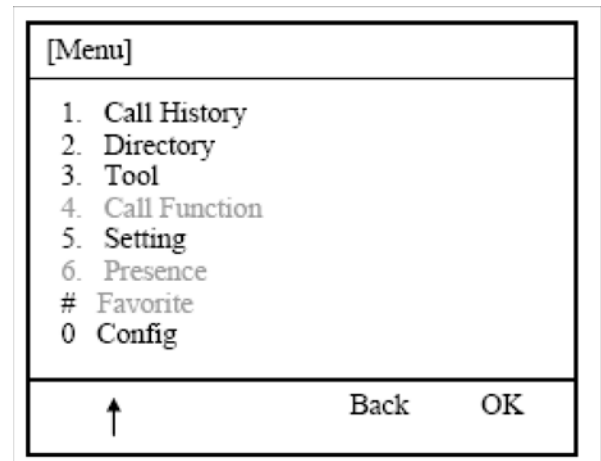 [Menu]
1. Call History
2. Directory
3. Tool
4. Call Function
5. Setting
6. Presence
# Favorite
0 Config
↑ Back OK